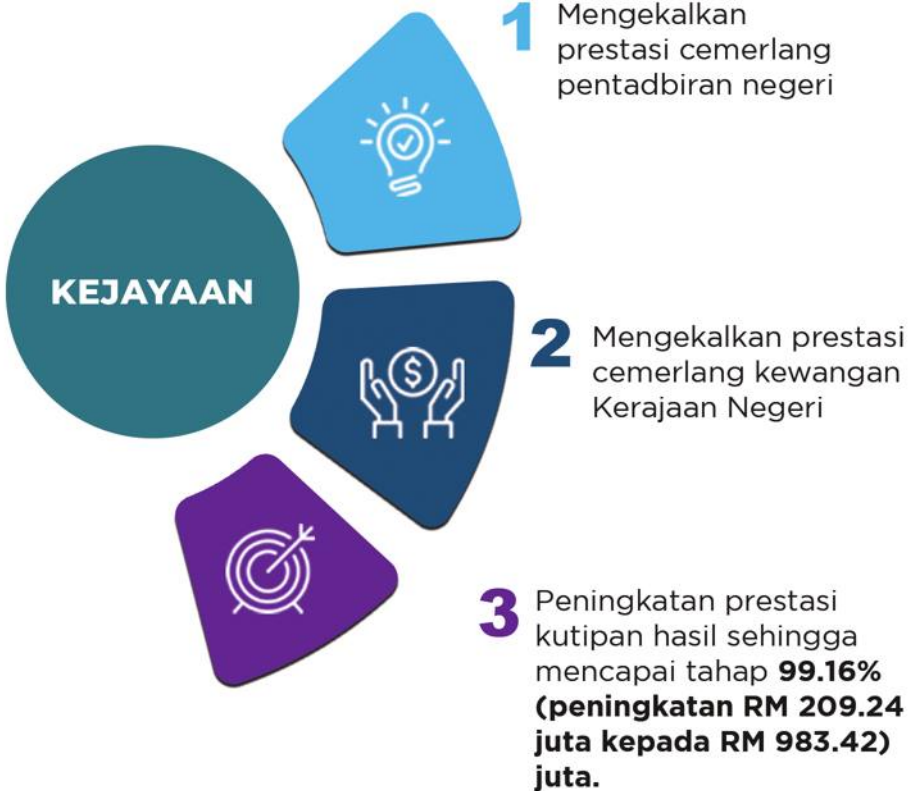 1 Mengekalkan
prestasi cemerlang
pentadbiran negeri
KEJAYAAN
$
2 Mengekalkan prestasi
cemerlang kewangan
Kerajaan Negeri
3 Peningkatan prestasi
kutipan hasil sehingga
mencapai tahap 99.16%
(peningkatan RM 209.24
juta kepada RM 983.42)
juta.